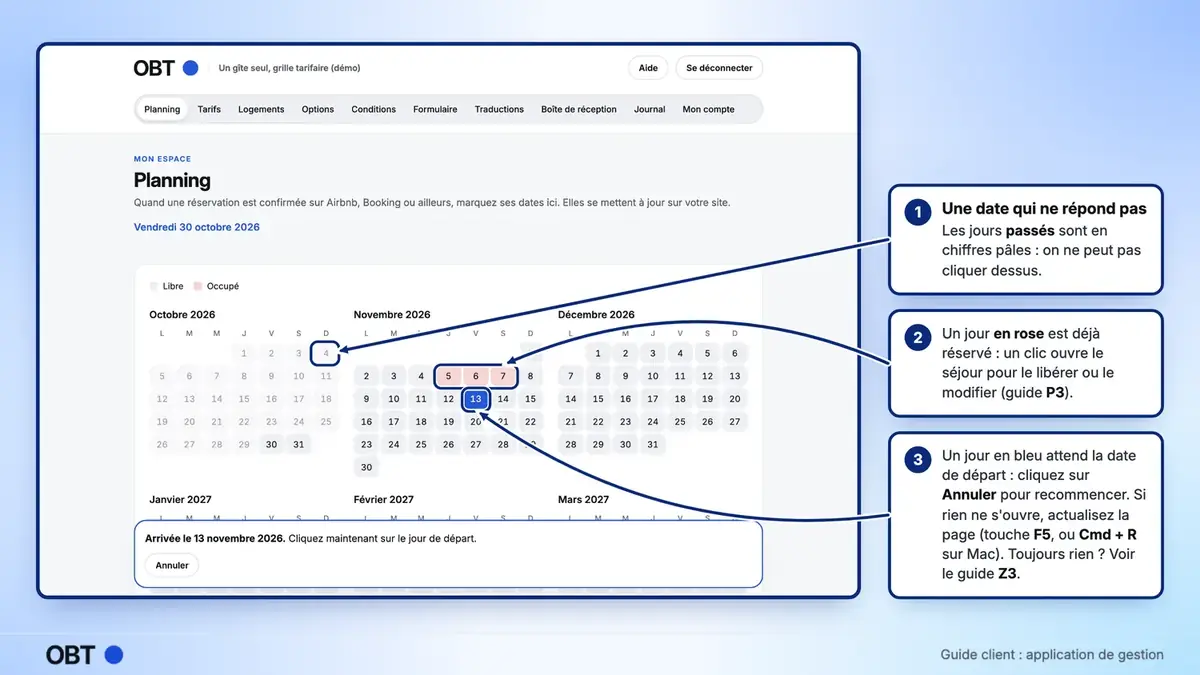 OBT
Un gîte seul, grille tarifaire (démo)
Aide
Se déconnecter
Planning Tarifs Logements Options Conditions Formulaire Traductions Boîte de réception Journal Mon compte
MON ESPACE
Planning
Quand une réservation est confirmée sur Airbnb, Booking ou ailleurs, marquez ses dates ici. Elles se mettent à jour sur votre site.
Vendredi 30 octobre 2026
Libre Occupé
Octobre 2026
L M M J V S D
1 2 3 4
5 6 7 8 9 10 11
12 13 14 15 16 17 18
19 20 21 22 23 24 25
26 27 28 29 30 31
Novembre 2026
L M M J V S D
2 3 4 5 6 7 8
9 10 11 12 13 14 15
16 17 18 19 20 21 22
23 24 25 26 27 28
30
Décembre 2026
L M M J V S D
1 2 3 4 5 6
7 8 9 10 11 12 13
14 15 16 17 18 19 20
21 22 23 24 25 26 27
28 29 30 31
Janvier 2027
L M M J V S D
Février 2027
L M M J V S D
Mars 2027
L M M J V S D
Arrivée le 13 novembre 2026. Cliquez maintenant sur le jour de départ.
Annuler
1 Une date qui ne répond pas
Les jours passés sont en
chiffres pâles : on ne peut pas
cliquer dessus.
2 Un jour en rose est déjà
réservé : un clic ouvre le
séjour pour le libérer ou le
modifier (guide P3).
3 Un jour en bleu attend la date
de départ : cliquez sur
Annuler pour recommencer. Si
rien ne s'ouvre, actualisez la
page (touche F5, ou Cmd + R
sur Mac). Toujours rien ? Voir
le guide Z3.
OBT
Guide client : application de gestion